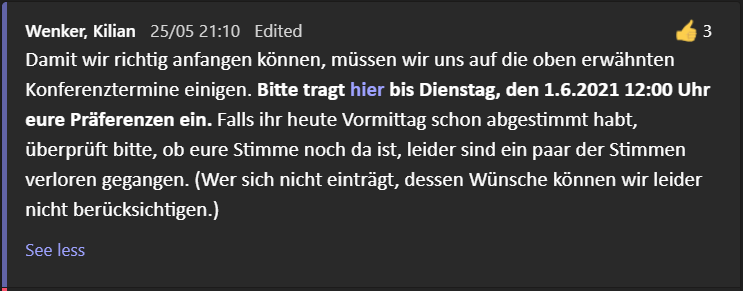 Wenker, Kilian 25/05 21:10 Edited 👍 3
Damit wir richtig anfangen können, müssen wir uns auf die oben erwähnten
Konferenztermine einigen. Bitte tragt hier bis Dienstag, den 1.6.2021 12:00 Uhr
eure Präferenzen ein. Falls ihr heute Vormittag schon abgestimmt habt,
überprüft bitte, ob eure Stimme noch da ist, leider sind ein paar der Stimmen
verloren gegangen. (Wer sich nicht einträgt, dessen Wünsche können wir leider
nicht berücksichtigen.)
See less